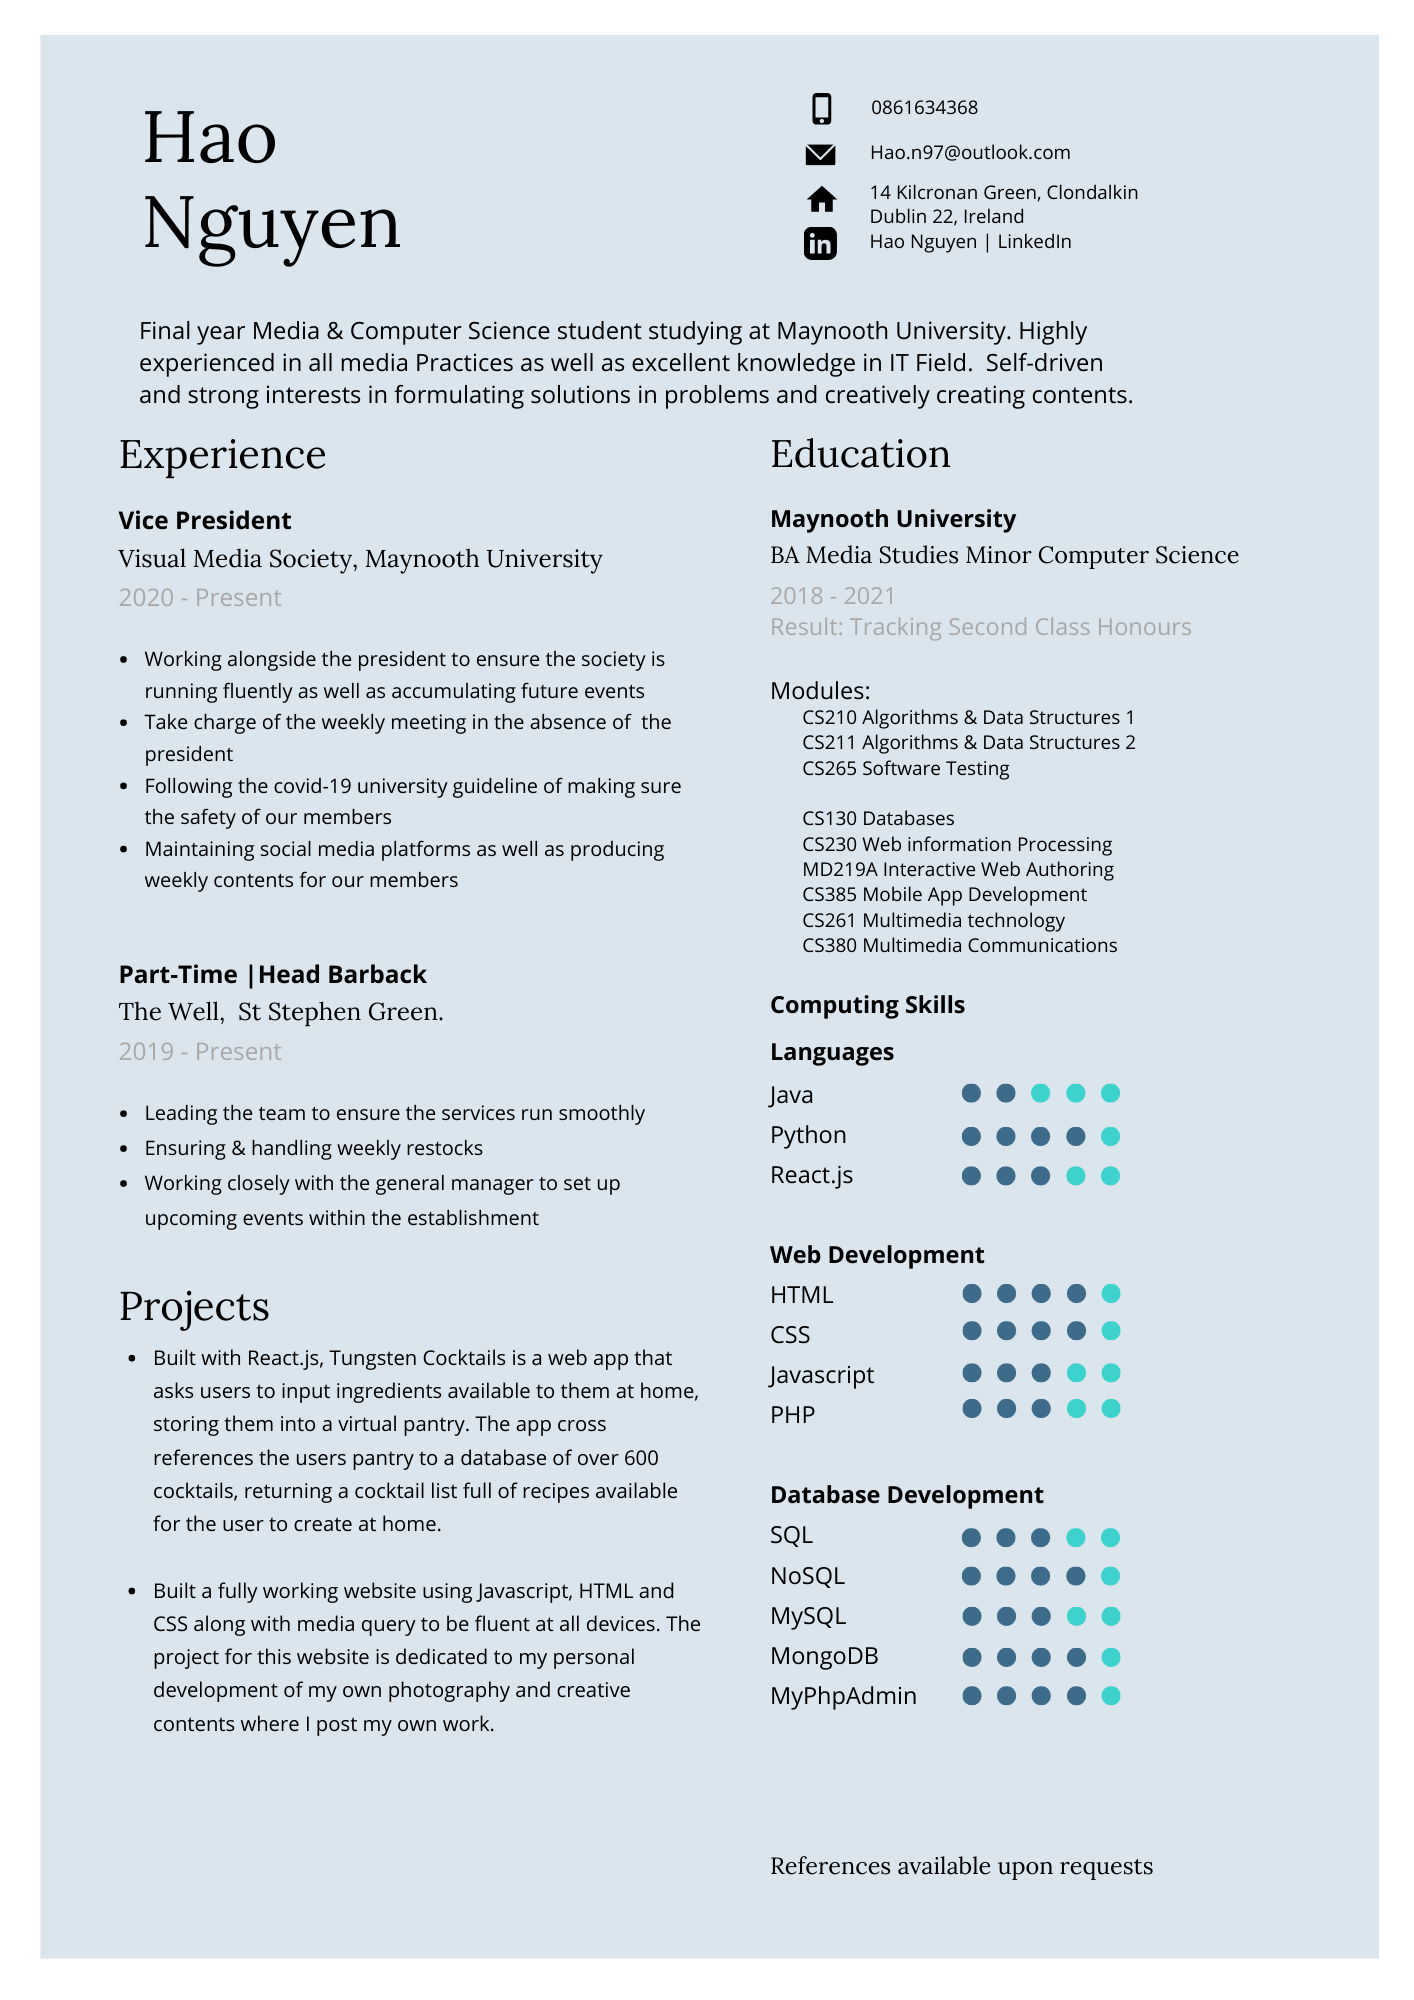 Hao
Nguyen
0861634368
Hao.n97@outlook.com
14 Kilcronan Green, Clondalkin
Dublin 22, Ireland
Hao Nguyen | LinkedIn
Final year Media & Computer Science student studying at Maynooth University. Highly
experienced in all media Practices as well as excellent knowledge in IT Field.  Self-driven
and strong interests in formulating solutions in problems and creatively creating contents.
Experience
Vice President
Visual Media Society, Maynooth University
2020 - Present
• Working alongside the president to ensure the society is
running fluently as well as accumulating future events
• Take charge of the weekly meeting in the absence of  the
president
• Following the covid-19 university guideline of making sure
the safety of our members
• Maintaining social media platforms as well as producing
weekly contents for our members
Part-Time |Head Barback
The Well,  St Stephen Green.
2019 - Present
• Leading the team to ensure the services run smoothly
• Ensuring & handling weekly restocks
• Working closely with the general manager to set up
upcoming events within the establishment
Projects
• Built with React.js, Tungsten Cocktails is a web app that
asks users to input ingredients available to them at home,
storing them into a virtual pantry. The app cross
references the users pantry to a database of over 600
cocktails, returning a cocktail list full of recipes available
for the user to create at home.
• Built a fully working website using Javascript, HTML and
CSS along with media query to be fluent at all devices. The
project for this website is dedicated to my personal
development of my own photography and creative
contents where I post my own work.
Education
Maynooth University
BA Media Studies Minor Computer Science
2018 - 2021
Result: Tracking Second Class Honours
Modules:
CS210 Algorithms & Data Structures 1
CS211 Algorithms & Data Structures 2
CS265 Software Testing
CS130 Databases
CS230 Web information Processing
MD219A Interactive Web Authoring
CS385 Mobile App Development
CS261 Multimedia technology
CS380 Multimedia Communications
Computing Skills
Languages
Java
Python
React.js
Web Development
HTML
CSS
Javascript
PHP
Database Development
SQL
NoSQL
MySQL
MongoDB
MyPhpAdmin
References available upon requests